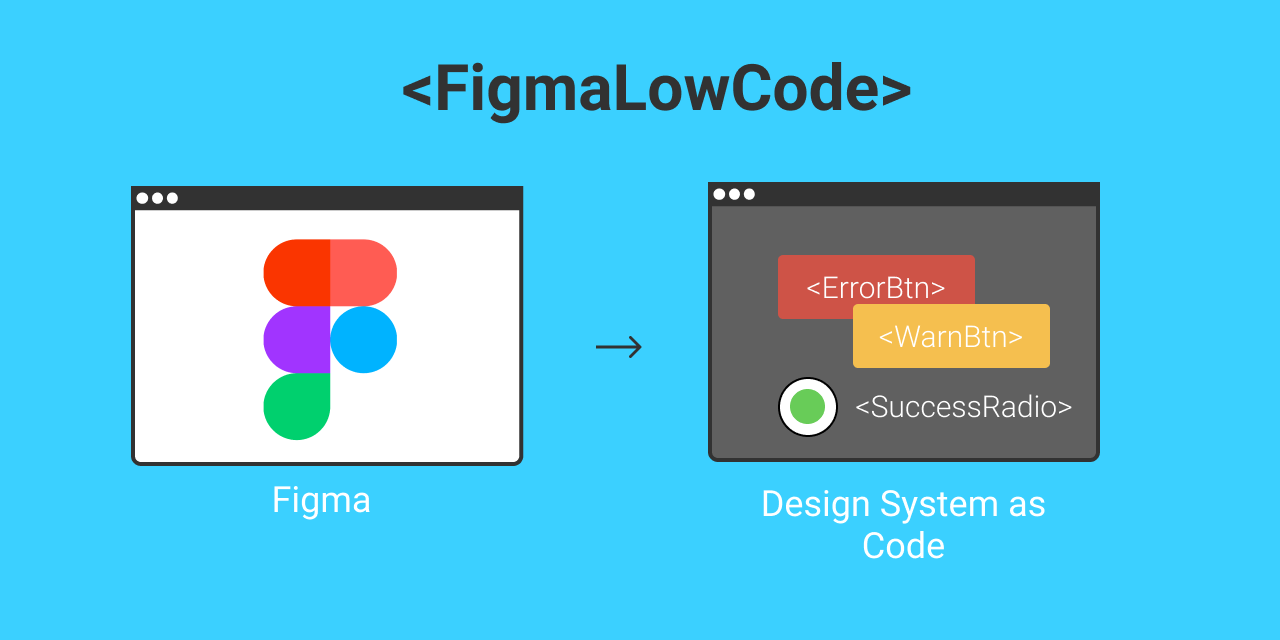 <FigmaLowCode>
<ErrorBtn>
<WarnBtn>
<SuccessRadio>
Figma
Design System as
Code